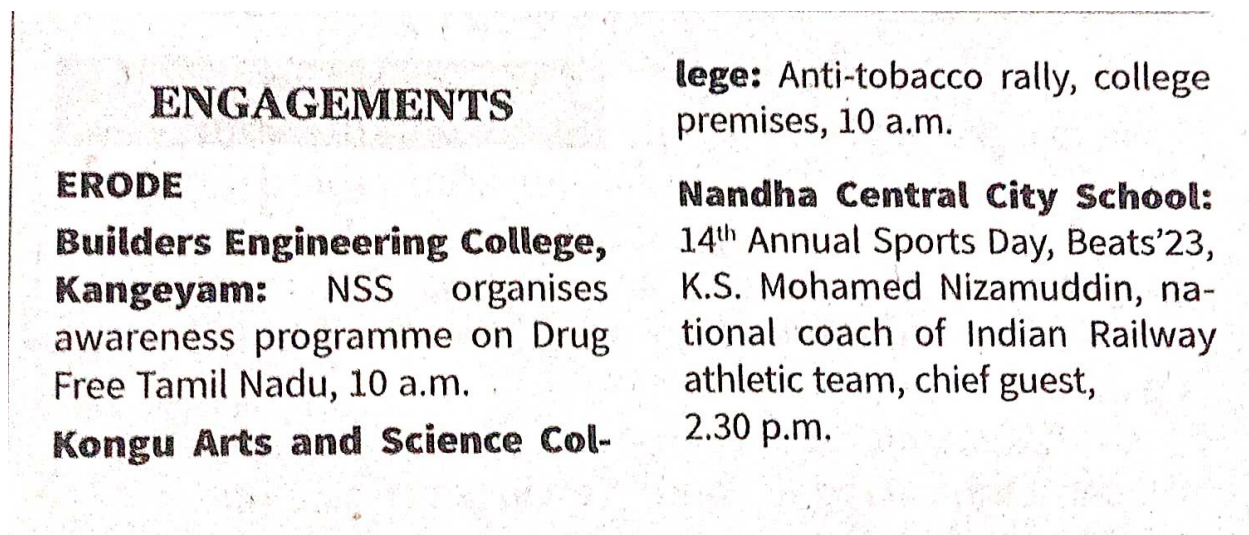 ENGAGEMENTS
ERODE
Builders Engineering College,
Kangeyam: NSS organises
awareness programme on Drug
Free Tamil Nadu, 10 a.m.
Kongu Arts and Science Col-
lege: Anti-tobacco rally, college
premises, 10 a.m.
Nandha Central City School:
14th Annual Sports Day, Beats’23,
K.S. Mohamed Nizamuddin, na-
tional coach of Indian Railway
athletic team, chief guest,
2.30 p.m.